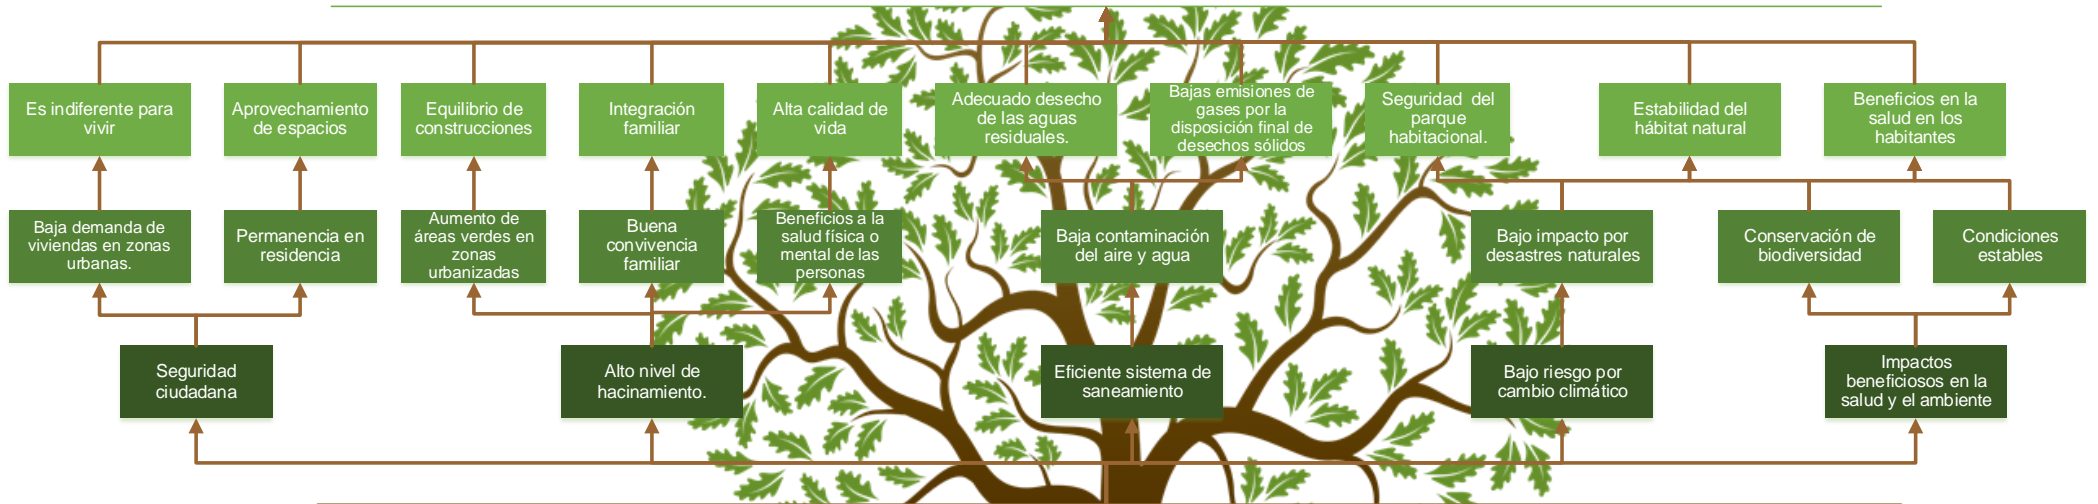 Es indiferente para
vivir
Aprovechamiento
de espacios
Equilibrio de
construcciones
Integración
familiar
Alta calidad de
vida
Adecuado desecho
de las aguas
residuales.
Bajas emisiones de
gases por la
disposición final de
desechos sólidos
Seguridad del
parque
habitacional.
Estabilidad del
hábitat natural
Beneficios en la
salud en los
habitantes
Baja demanda de
viviendas en zonas
urbanas.
Permanencia en
residencia
Aumento de
áreas verdes en
zonas
urbanizadas
Buena
convivencia
familiar
Beneficios a la
salud física o
mental de las
personas
Baja contaminación
del aire y agua
Bajo impacto por
desastres naturales
Conservación de
biodiversidad
Condiciones
estables
Seguridad
ciudadana
Alto nivel de
hacinamiento.
Eficiente sistema de
saneamiento
Bajo riesgo por
cambio climático
Impactos
beneficiosos en la
salud y el ambiente